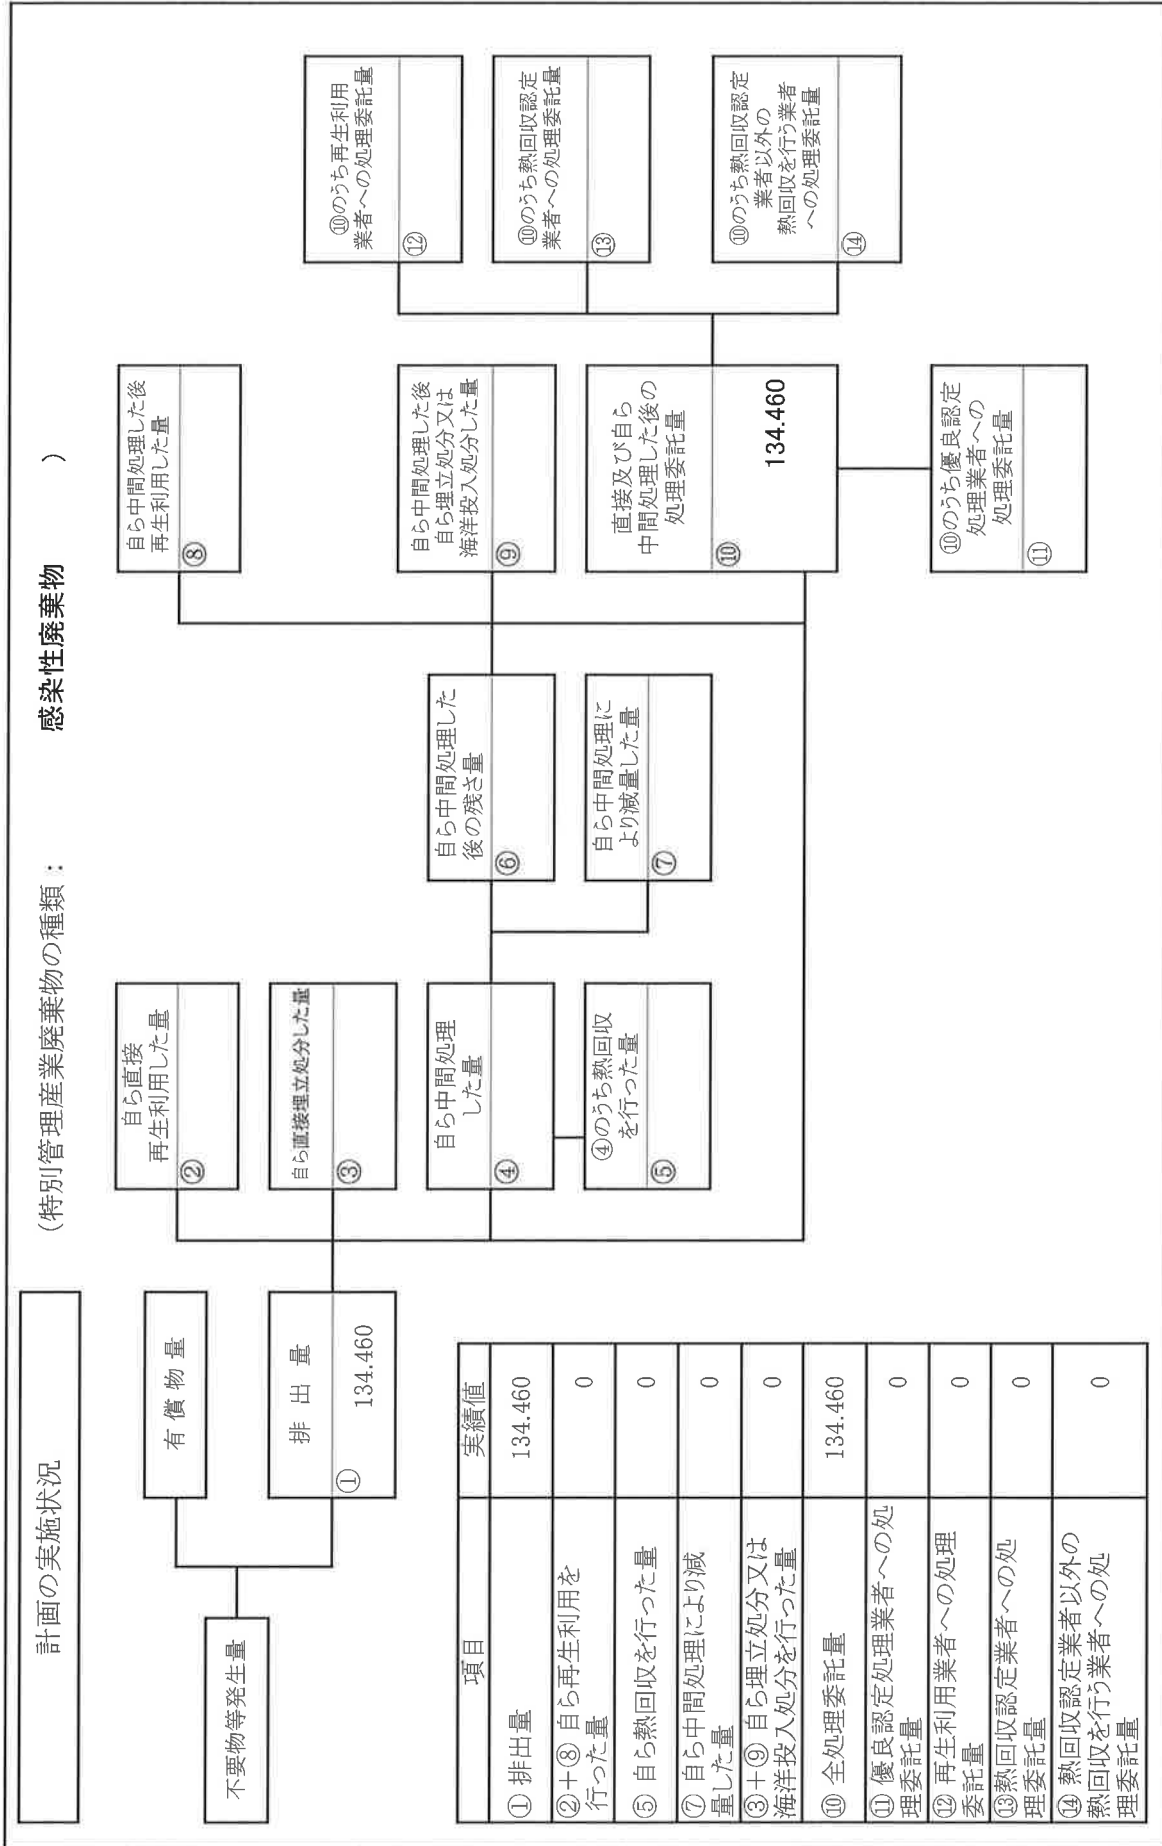 計画の実施状況
(特別管理産業廃棄物の種類：
感染性廃棄物
)
不要物等発生量
有償物量
排出量
①
134.460
自ら直接
再生利用した量
②
自ら直接埋立処分した量
③
自ら中間処理
した量
④
④のうち熱回収
を行った量
⑤
自ら中間処理した
後の残さ量
⑥
自ら中間処理に
より減量した量
⑦
自ら中間処理した後
再生利用した量
⑧
自ら中間処理した後
自ら埋立処分又は
海洋投入処分した量
⑨
直接及び自ら
中間処理した後の
処理委託量
⑩
134.460
⑩のうち優良認定
処理業者への
処理委託量
⑪
⑩のうち再生利用
業者への処理委託量
⑫
⑩のうち熱回収認定
業者への処理委託量
⑬
⑩のうち熱回収認定
業者以外の
熱回収を行う業者
への処理委託量
⑭
項目
実績値
① 排出量
134.460
②＋⑧ 自ら再生利用を
行った量
0
⑤ 自ら熱回収を行った量
0
⑦ 自ら中間処理により減
量した量
0
③＋⑨ 自ら埋立処分又は
海洋投入処分を行った量
0
⑩ 全処理委託量
134.460
⑪ 優良認定処理業者への処
理委託量
0
⑫ 再生利用業者への処理
委託量
0
⑬熱回収認定業者への処
理委託量
0
⑭ 熱回収認定業者以外の
熱回収を行う業者への処
理委託量
0